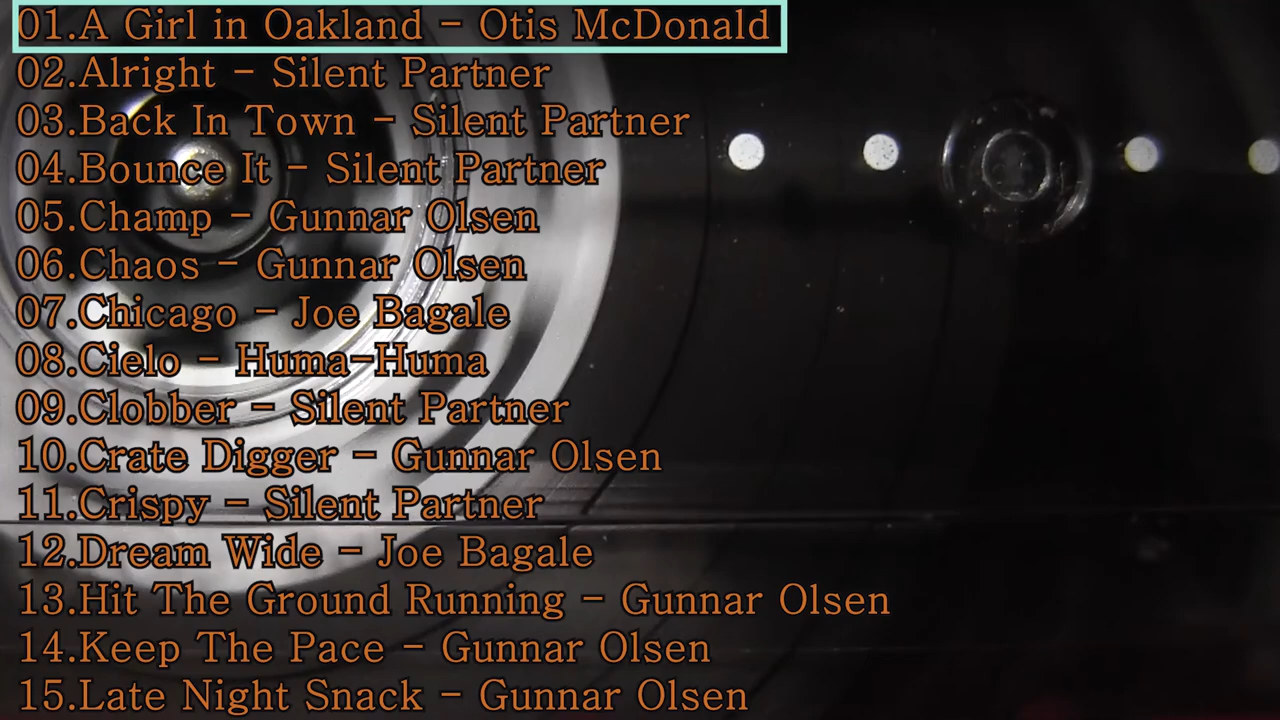 01.A Girl in Oakland - Otis McDonald
02.Alright - Silent Partner
03.Back In Town - Silent Partner
04.Bounce It - Silent Partner
05.Champ - Gunnar Olsen
06.Chaos - Gunnar Olsen
07.Chicago - Joe Bagale
08.Cielo - Huma-Huma
09.Clobber - Silent Partner
10.Crate Digger - Gunnar Olsen
11.Crispy - Silent Partner
12.Dream Wide - Joe Bagale
13.Hit The Ground Running - Gunnar Olsen
14.Keep The Pace - Gunnar Olsen
15.Late Night Snack - Gunnar Olsen